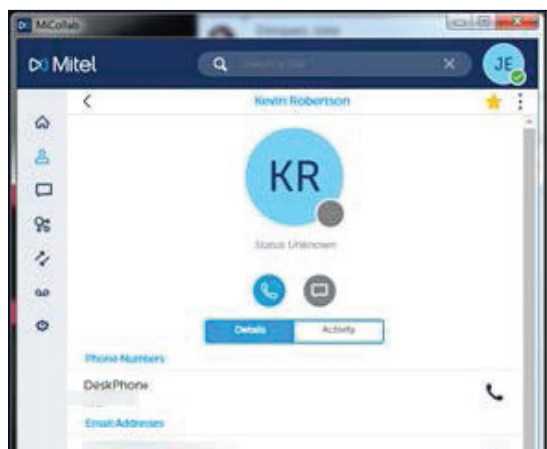 MiCollab
Mitel
JE
Kevin Robertson
KR
Status Unknown
Details
Activity
Phone Numbers
DeskPhone
Email Addresses